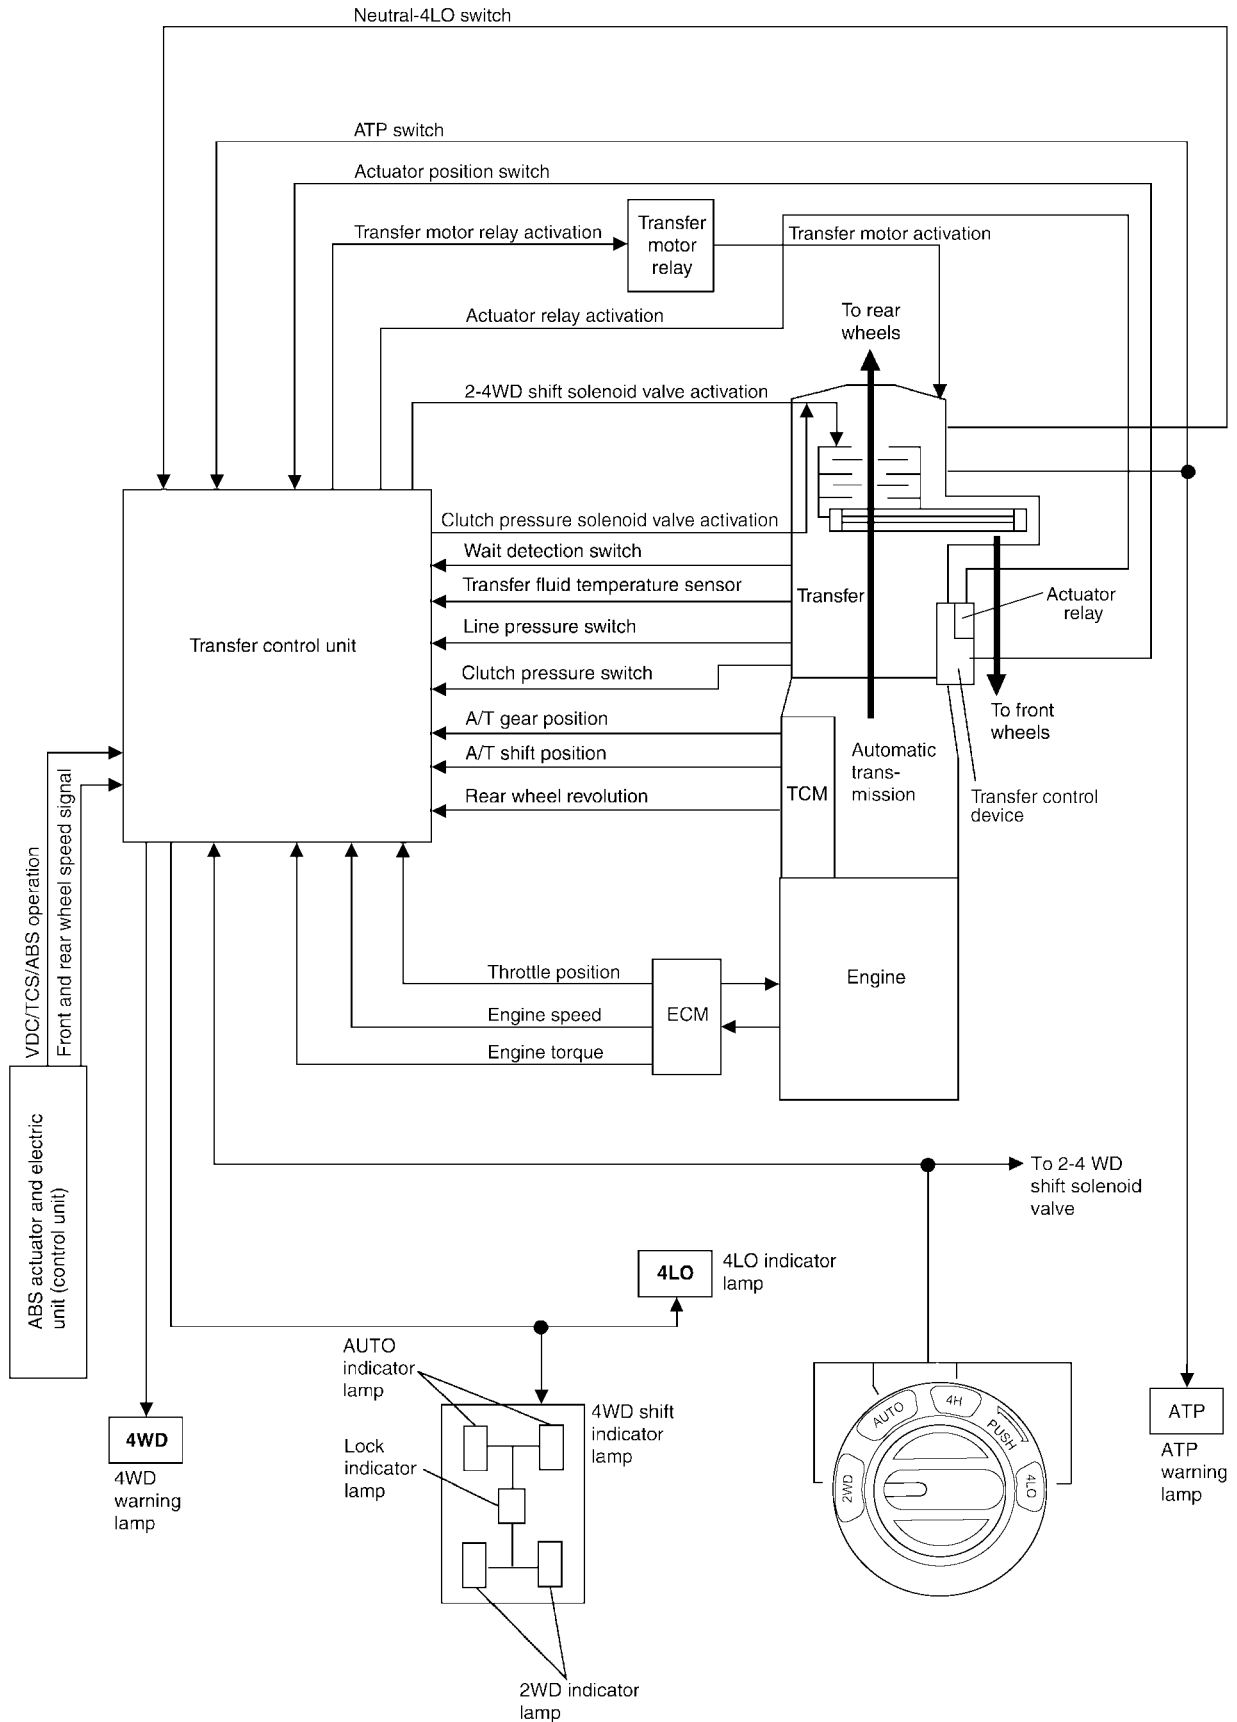 Neutral-4LO switch
ATP switch
Actuator position switch
Transfer motor relay activation
Transfer
motor
relay
Transfer motor activation
Actuator relay activation
To rear
wheels
2-4WD shift solenoid valve activation
Clutch pressure solenoid valve activation
Wait detection switch
Transfer fluid temperature sensor
Line pressure switch
Clutch pressure switch
A/T gear position
A/T shift position
Rear wheel revolution
Transfer control unit
Transfer
Actuator
relay
To front
wheels
Automatic
trans-
mission
TCM
Transfer control
device
VDC/TCS/ABS operation
Front and rear wheel speed signal
ABS actuator and electric
unit (control unit)
Throttle position
Engine speed
Engine torque
ECM
Engine
To 2-4 WD
shift solenoid
valve
4LO
4LO indicator
lamp
AUTO
indicator
lamp
4WD shift
indicator
lamp
Lock
indicator
lamp
2WD indicator
lamp
4WD
4WD
warning
lamp
2WD
AUTO
4H
PUSH
4LO
ATP
ATP
warning
lamp